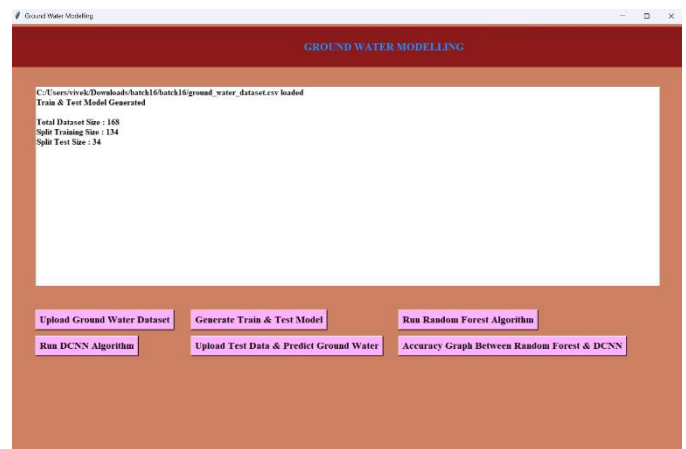 Ground Water Modelling
GROUND WATER MODELLING
C:/Users/vivek/Downloads/batch16/batch16/ground_water_dataset.csv loaded
Train & Test Model Generated
Total Dataset Size : 168
Split Training Size : 134
Split Test Size : 34
Upload Ground Water Dataset
Generate Train & Test Model
Run Random Forest Algorithm
Run DCNN Algorithm
Upload Test Data & Predict Ground Water
Accuracy Graph Between Random Forest & DCNN